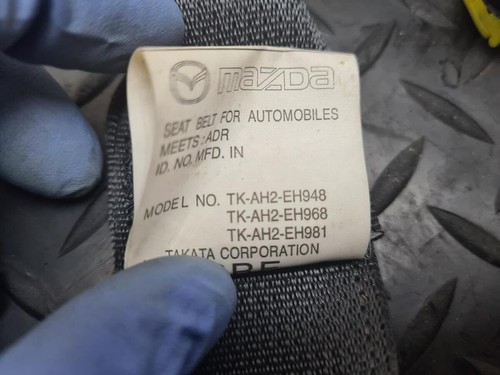 mazda
SEAT BELT FOR AUTOMOBILES
MEETS:ADR
ID. NO. MFD. IN
MODEL NO. TK-AH2-EH948
TK-AH2-EH968
TK-AH2-EH981
TAKATA CORPORATION